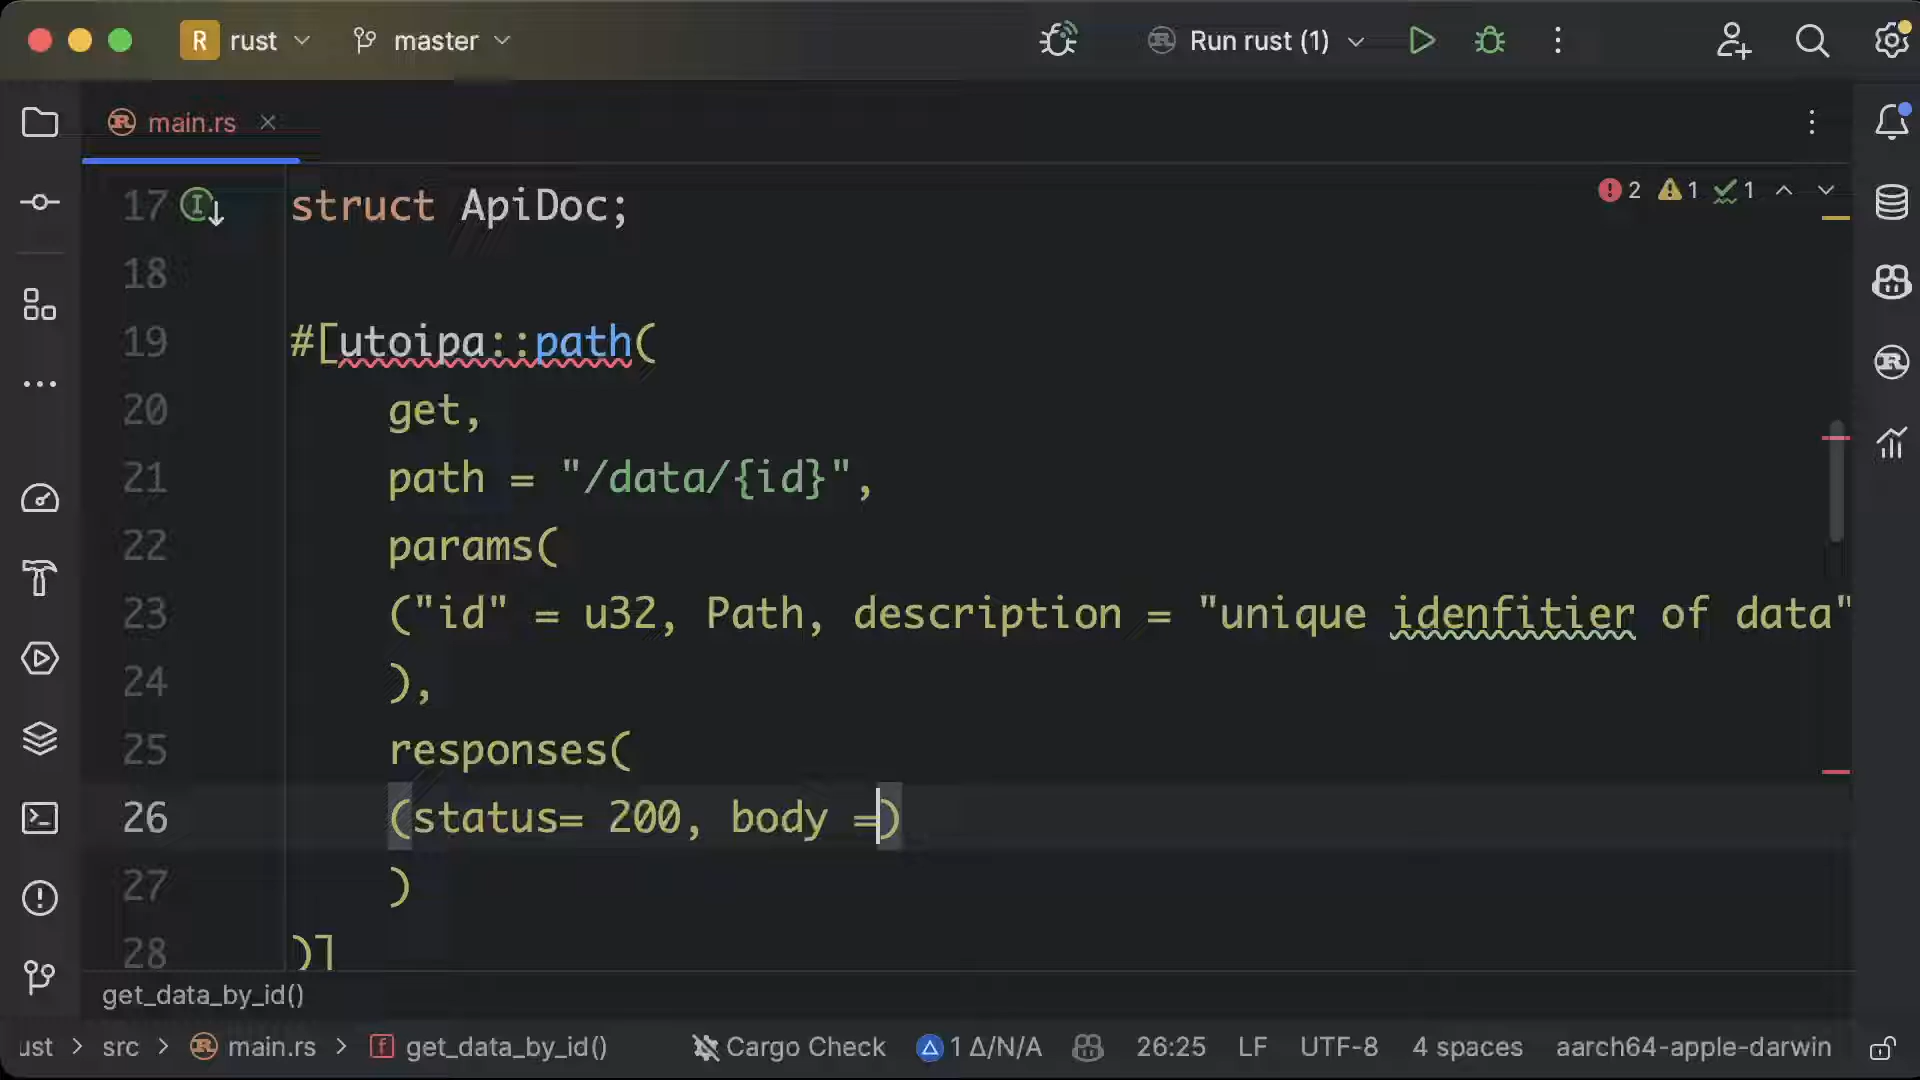 R rust master Run rust (1)
main.rs
2 1 1
17 struct ApiDoc;
18
19 #[utoipa::path(
20 get,
21 path = "/data/{id}",
22 params(
23 ("id" = u32, Path, description = "unique idenfitier of data"
24 ),
25 responses(
26 (status= 200, body =)
27 )
28 )]
get_data_by_id()
ust > src > main.rs > f get_data_by_id() Cargo Check 1 Δ/N/A 26:25 LF UTF-8 4 spaces aarch64-apple-darwin